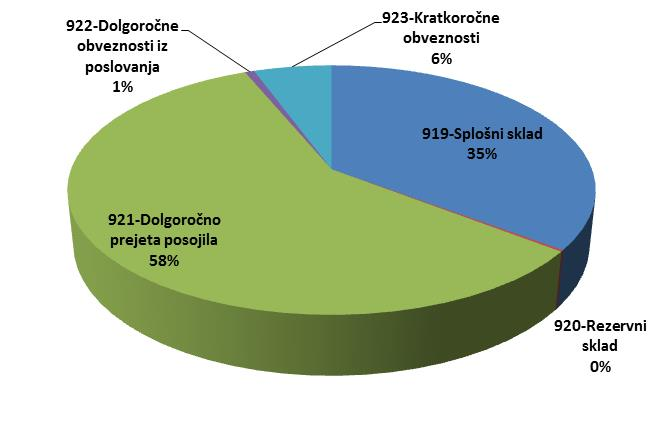 922-Dolgoročne
obveznosti iz
poslovanja
1%
923-Kratkoročne
obveznosti
6%
919-Splošni sklad
35%
921-Dolgoročno
prejeta posojila
58%
920-Rezervni
sklad
0%